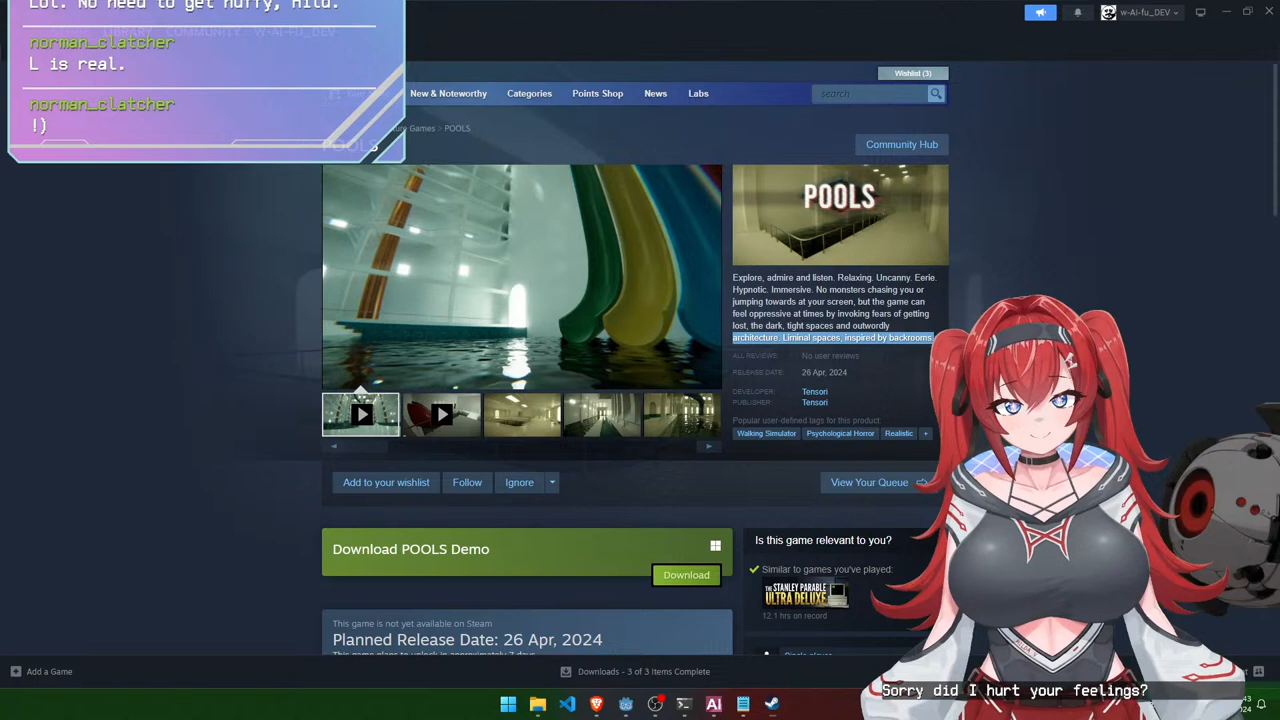 Lol. No need to get huffy, Hilda.
norman_clatcher
L is real.
norman_clatcher
!)
LIBRARY COMMUNITY W-AI-FU_DEV
w-AI-fu_DEV
Wishlist (3)
New & Noteworthy Categories Points Shop News Labs
search
POOLS
Community Hub
POOLS
POOLS
Explore, admire and listen. Relaxing. Uncanny. Eerie.
Hypnotic. Immersive. No monsters chasing you or
jumping towards at your screen, but the game can
feel oppressive at times by invoking fears of getting
lost, the dark, tight spaces and outwordly
architecture. Liminal spaces, inspired by backrooms.
ALL REVIEWS: No user reviews
RELEASE DATE: 26 Apr, 2024
DEVELOPER: Tensori
PUBLISHER: Tensori
Popular user-defined tags for this product:
Walking Simulator Psychological Horror Realistic +
Add to your wishlist Follow Ignore
View Your Queue
Download POOLS Demo
Download
Is this game relevant to you?
Similar to games you've played:
THE STANLEY PARABLE
ULTRA DELUXE
12.1 hrs on record
This game is not yet available on Steam
Planned Release Date: 26 Apr, 2024
Add a Game
Downloads - 3 of 3 Items Complete
AI
Sorry did I hurt your feelings?